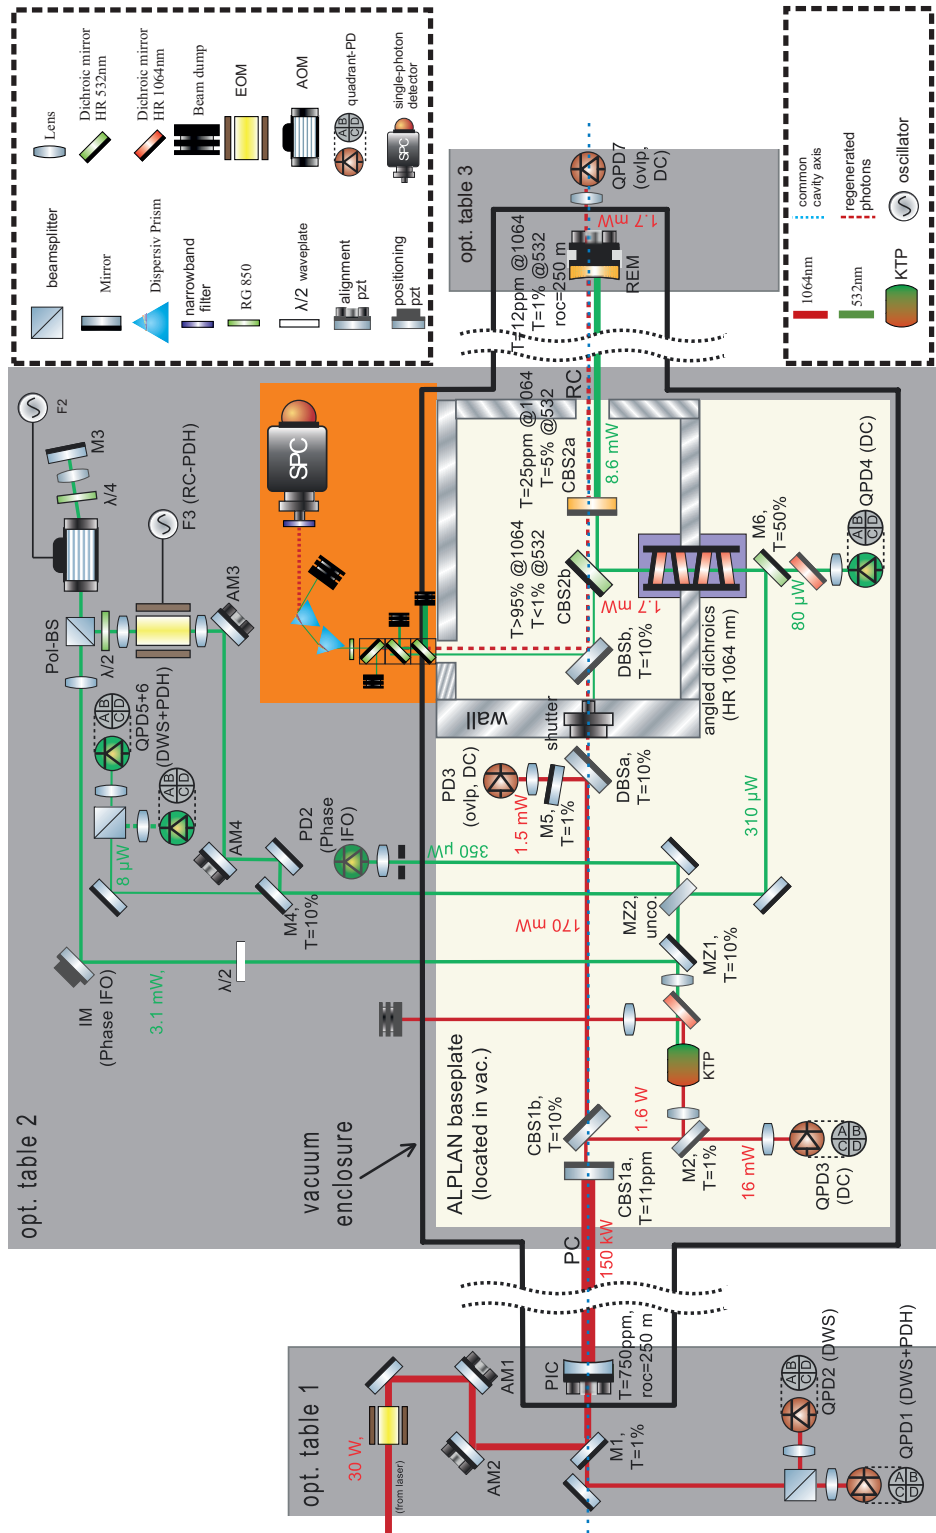 Lens
Dichroic mirror
HR 532nm
Dichroic mirror
HR 1064nm
Beam dump
EOM
AOM
quadrant-PD
A B
C D
single-photon
detector
SPC
beamsplitter
Mirror
Dispersiv Prism
narrowband
filter
RG 850
λ/2 waveplate
alignment
pzt
positioning
pzt
1064nm
532nm
KTP
common
cavity axis
regenerated
photons
oscillator
opt. table 3
QPD7
(ovlp,
DC)
1.7 mW
T=12ppm @1064
T=1% @532
roc=250 m
REM
opt. table 2
F2
M3
λ/4
F3 (RC-PDH)
Pol-BS
λ/2
AM3
A B
C D
QPD5+6
(DWS+PDH)
A B
C D
8 µW
AM4
M4,
T=10%
PD2
(Phase
IFO)
350 µW
IM
(Phase IFO)
3.1 mW,
λ/2
SPC
RC
T=25ppm @1064
T=5% @532
CBS2a
8.6 mW
T>95% @1064
T<1% @532
CBS2b
1.7 mW
DBSb,
T=10%
wall
shutter
angled dichroics
(HR 1064 nm)
M6,
T=50%
80 µW
A B
C D
QPD4 (DC)
310 µW
PD3
(ovlp, DC)
1.5 mW
M5,
T=1%
DBSa,
T=10%
170 mW
MZ2,
unco.
MZ1,
T=10%
KTP
1.6 W
CBS1b,
T=10%
CBS1a,
T=11ppm
M2,
T=1%
16 mW
A B
C D
QPD3
(DC)
ALPLAN baseplate
(located in vac.)
vacuum
enclosure
PC
150 kW
opt. table 1
30 W,
(from laser)
AM1
AM2
PIC
T=750ppm,
roc=250 m
M1,
T=1%
A B
C D
QPD2 (DWS)
A B
C D
QPD1 (DWS+PDH)